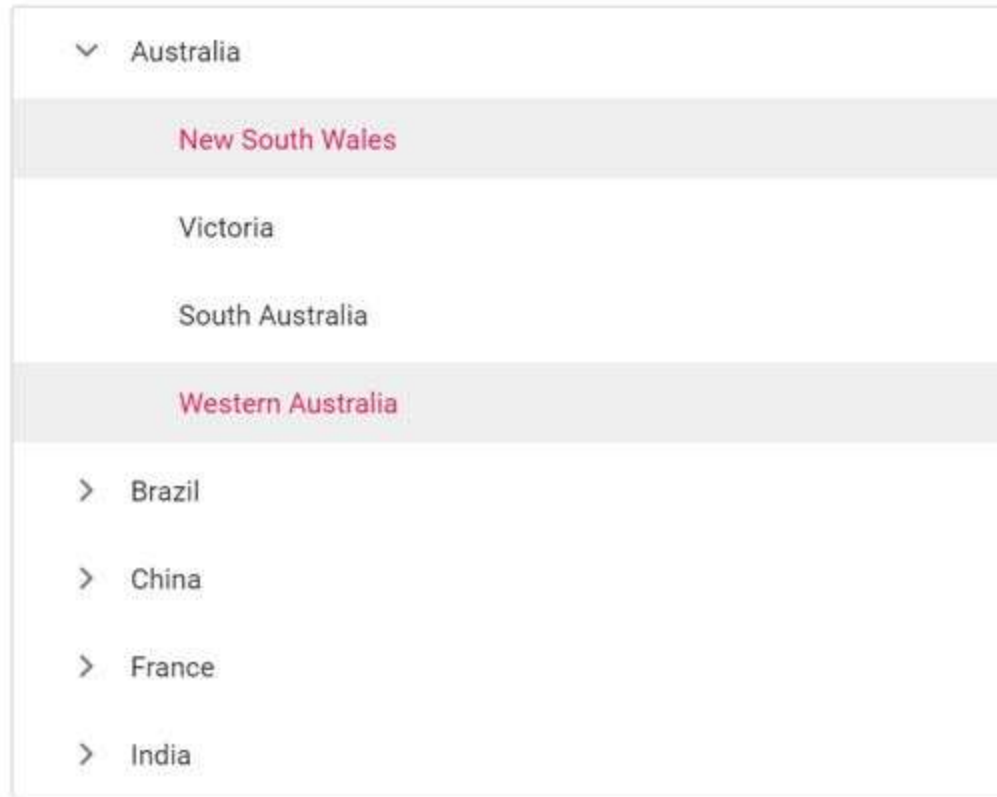 Australia
New South Wales
Victoria
South Australia
Western Australia
Brazil
China
France
India